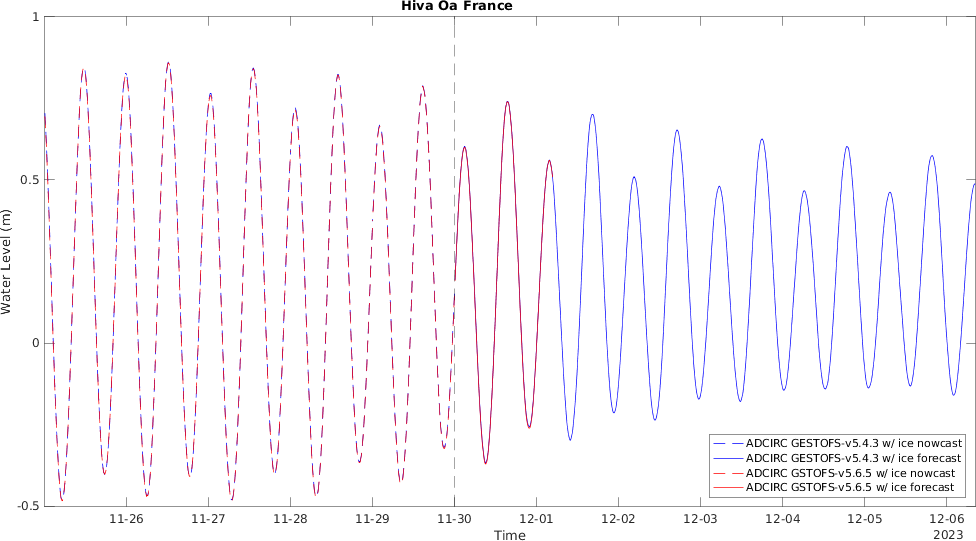 Hiva Oa France
1
0.5
0
-0.5
Water Level (m)
11-26 11-27 11-28 11-29 11-30 12-01 12-02 12-03 12-04 12-05 12-06
2023
Time
ADCIRC GESTOFS-v5.4.3 w/ ice nowcast
ADCIRC GESTOFS-v5.4.3 w/ ice forecast
ADCIRC GSTOFS-v5.6.5 w/ ice nowcast
ADCIRC GSTOFS-v5.6.5 w/ ice forecast